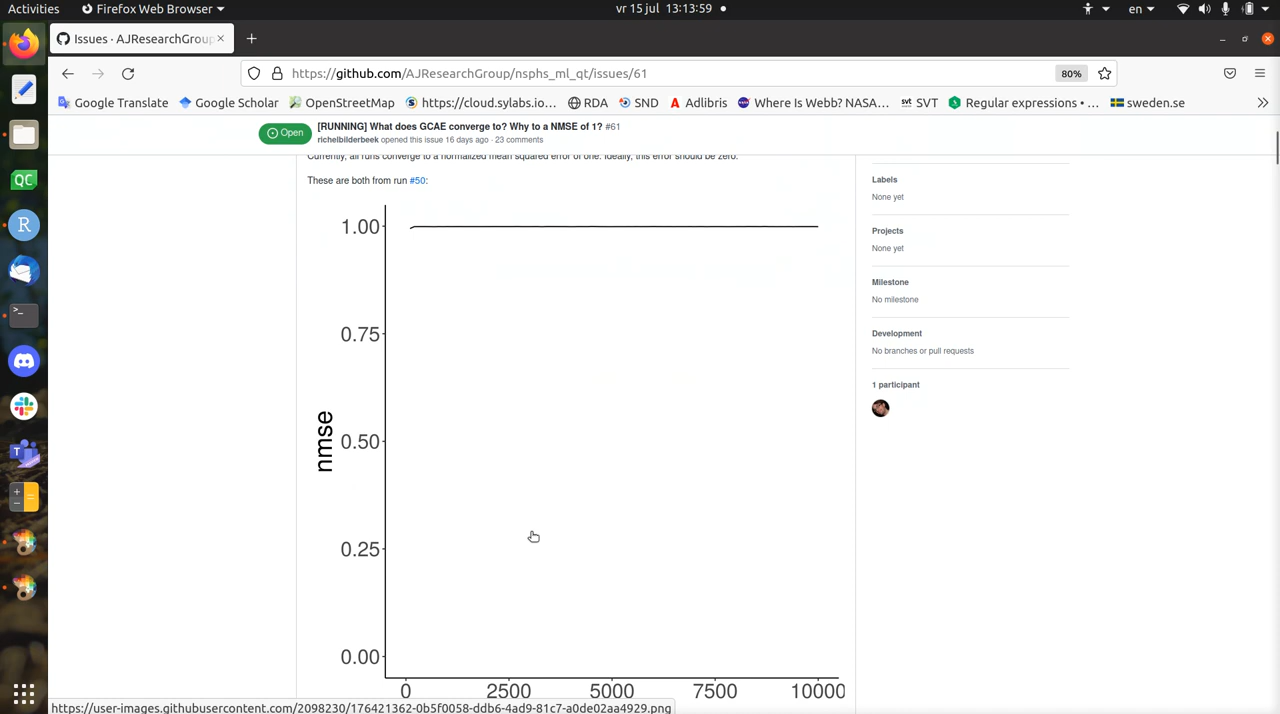 Activities
Firefox Web Browser
vr 15 jul 13:13:59
en
Issues · AJResearchGroup
https://github.com/AJResearchGroup/nsphs_ml_qt/issues/61
80%
Google Translate
Google Scholar
OpenStreetMap
https://cloud.sylabs.io...
RDA
SND
Adlibris
Where Is Webb? NASA...
SVT
Regular expressions • ...
sweden.se
Open
[RUNNING] What does GCAE converge to? Why to a NMSE of 1? #61
richelbilderbeek opened this issue 16 days ago · 23 comments
Currently, all runs converge to a normalized mean squared error of one. Ideally, this error should be zero.
These are both from run #50:
1.00
0.75
0.50
0.25
0.00
nmse
0 2500 5000 7500 10000
Labels
None yet
Projects
None yet
Milestone
No milestone
Development
No branches or pull requests
1 participant
https://user-images.githubusercontent.com/2098230/176421362-0b5f0058-ddb6-4ad9-81c7-a0de02aa4929.png
QC
R